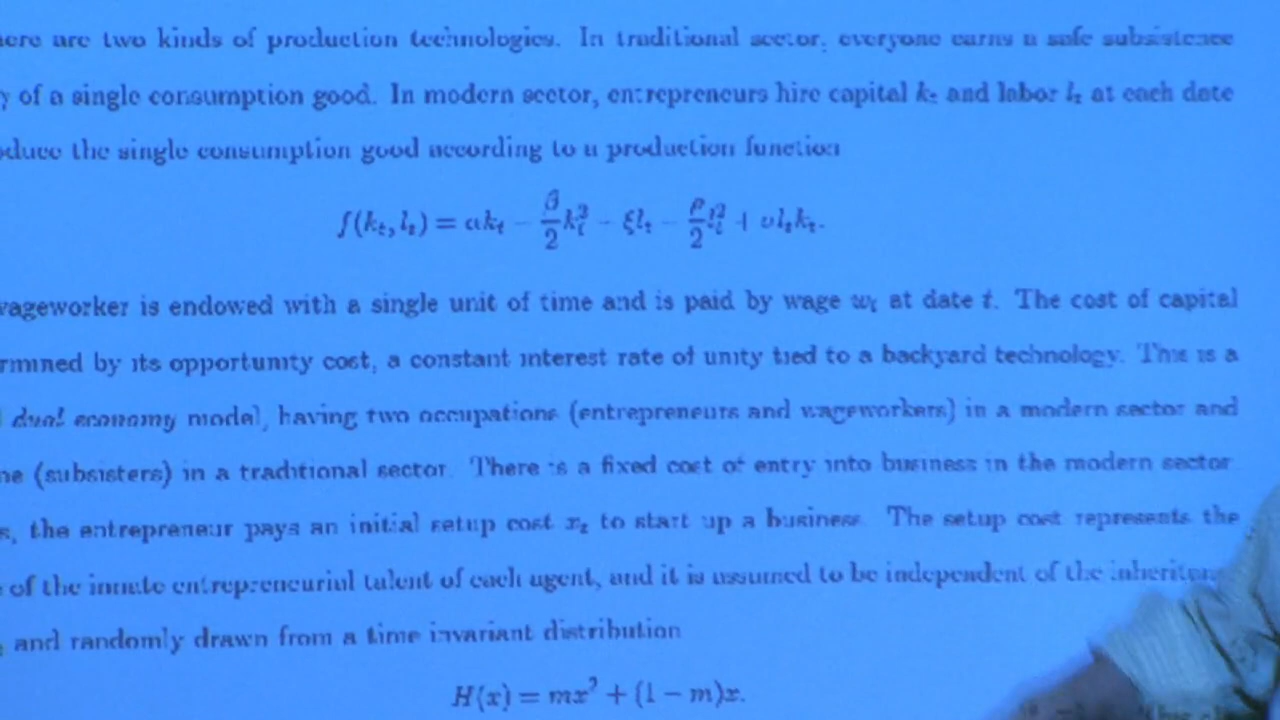 ere are two kinds of production technologies. In traditional sector, everyone earns a safe subsistence
y of a single consumption good. In modern sector, entrepreneurs hire capital kₜ and labor lₜ at each date
duce the single consumption good according to a production function
f(kₜ, lₜ) = αkₜ − β/2 kₜ² − ξlₜ − ρ/2 lₜ² + υlₜkₜ.
wageworker is endowed with a single unit of time and is paid by wage wₜ at date t. The cost of capital
rmined by its opportunity cost, a constant interest rate of unity tied to a backyard technology. This is a
dual economy model, having two occupations (entrepreneurs and wageworkers) in a modern sector and
ne (subsisters) in a traditional sector. There is a fixed cost of entry into business in the modern sector
s, the entrepreneur pays an initial setup cost xₜ to start up a business. The setup cost represents the
of the innate entrepreneurial talent of each agent, and it is assumed to be independent of the
and randomly drawn from a time invariant distribution
H(x) = mx² + (1 − m)x.